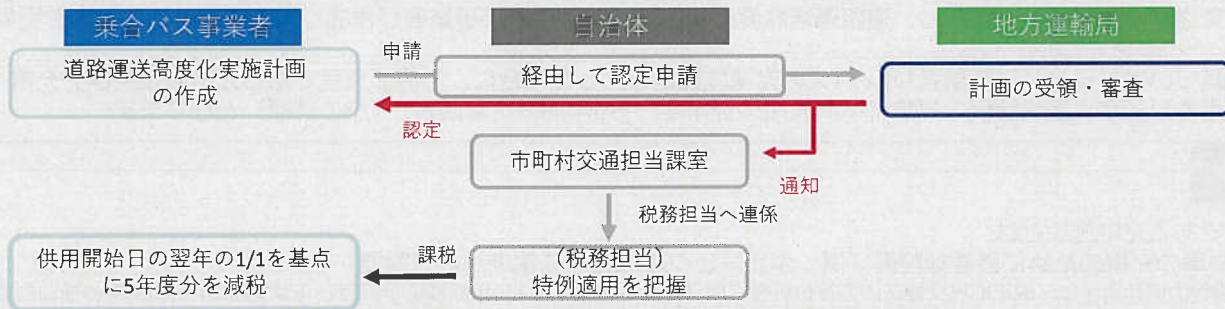 乗合バス事業者
自治体
地方運輸局
道路運送高度化実施計画
の作成
申請
経由して認定申請
計画の受領・審査
認定
市町村交通担当課室
通知
税務担当へ連係
供用開始日の翌年の1/1を基点
に5年度分を減税
課税
（税務担当）
特例適用を把握